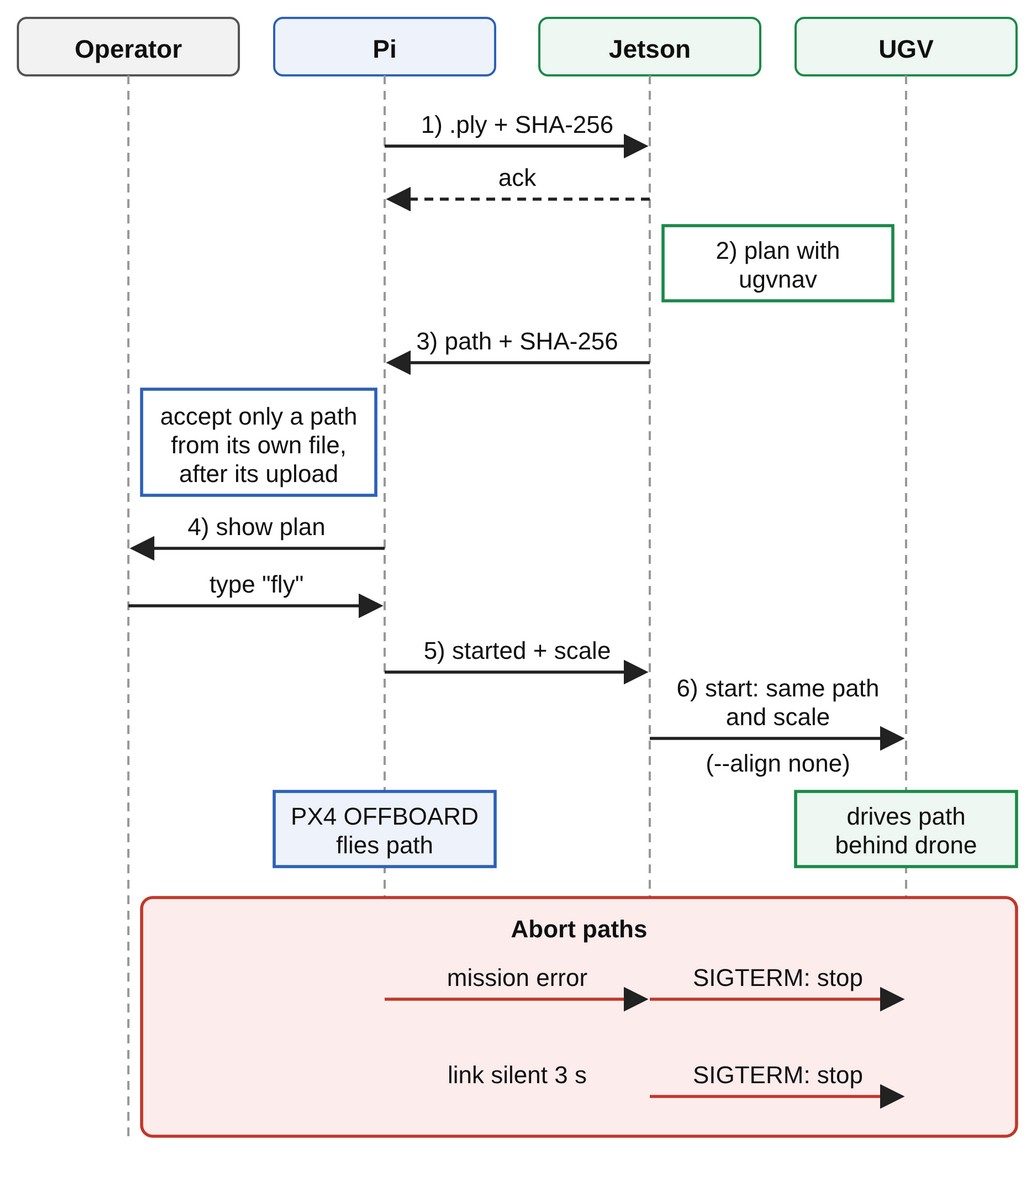 Operator
Pi
Jetson
UGV
1) .ply + SHA-256
ack
2) plan with
ugvnav
3) path + SHA-256
accept only a path
from its own file,
after its upload
4) show plan
type "fly"
5) started + scale
6) start: same path
and scale
(--align none)
PX4 OFFBOARD
flies path
drives path
behind drone
Abort paths
mission error
SIGTERM: stop
link silent 3 s
SIGTERM: stop